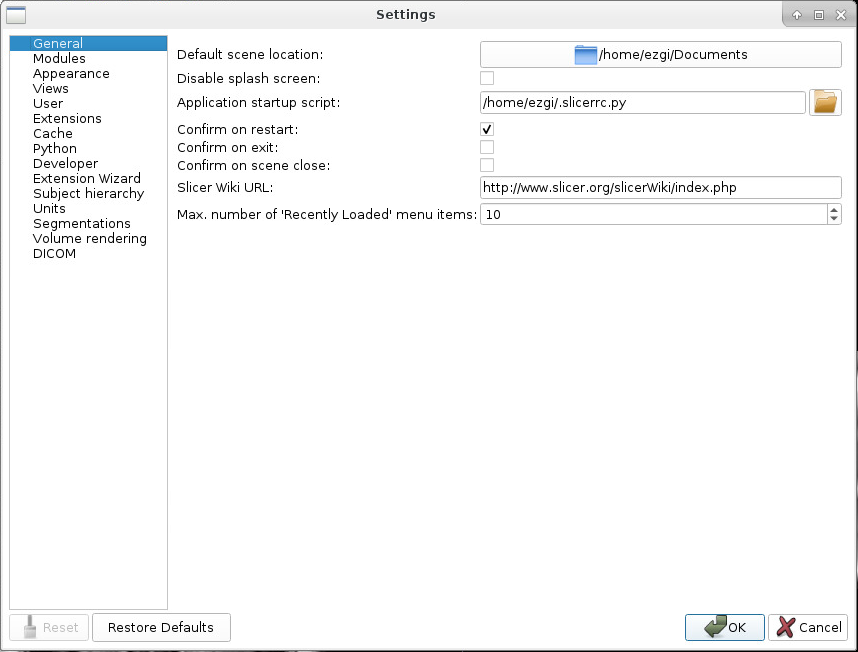 Settings
General
Modules
Appearance
Views
User
Extensions
Cache
Python
Developer
Extension Wizard
Subject hierarchy
Units
Segmentations
Volume rendering
DICOM
Default scene location: /home/ezgi/Documents
Disable splash screen:
Application startup script: /home/ezgi/.slicerrc.py
Confirm on restart:
Confirm on exit:
Confirm on scene close:
Slicer Wiki URL: http://www.slicer.org/slicerWiki/index.php
Max. number of 'Recently Loaded' menu items: 10
Reset Restore Defaults OK Cancel